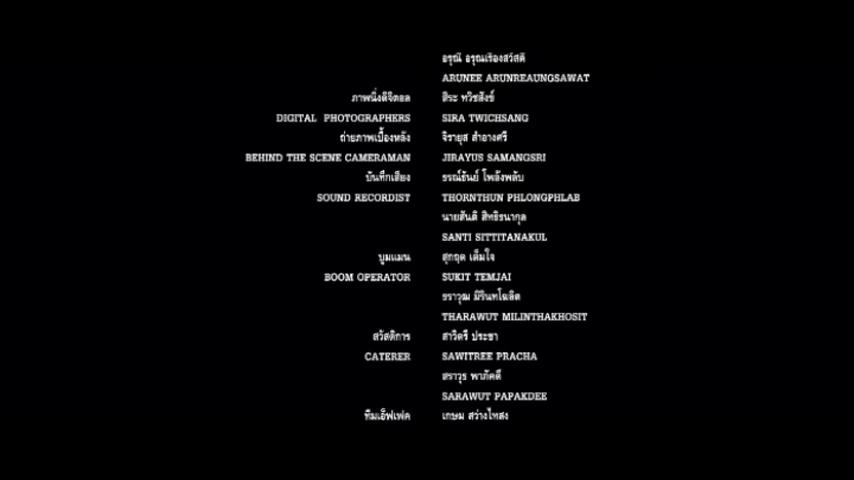 อรุณี อรุณเรืองสวัสดิ์
ARUNEE ARUNREAUNGSAWAT
ภาพนิ่งดิจิตอล สิระ ทวิชสังข์
DIGITAL PHOTOGRAPHERS SIRA TWICHSANG
ถ่ายภาพเบื้องหลัง จิรายุส สำอางศรี
BEHIND THE SCENE CAMERAMAN JIRAYUS SAMANGSRI
บันทึกเสียง ธรณ์ธันย์ โพล้งพลับ
SOUND RECORDIST THORNTHUN PHLONGPHLAB
นายสันติ สิทธิธนากุล
SANTI SITTITANAKUL
บูมแมน สุกฤต เต็มใจ
BOOM OPERATOR SUKIT TEMJAI
ธราวุฒ มิรินทโฆสิต
THARAWUT MILINTHAKHOSIT
สวัสดิการ สาวิตรี ประชา
CATERER SAWITREE PRACHA
สราวุธ พาภัคดี
SARAWUT PAPAKDEE
ทีมเอ็ฟเฟค เกษม สว่างไทสง